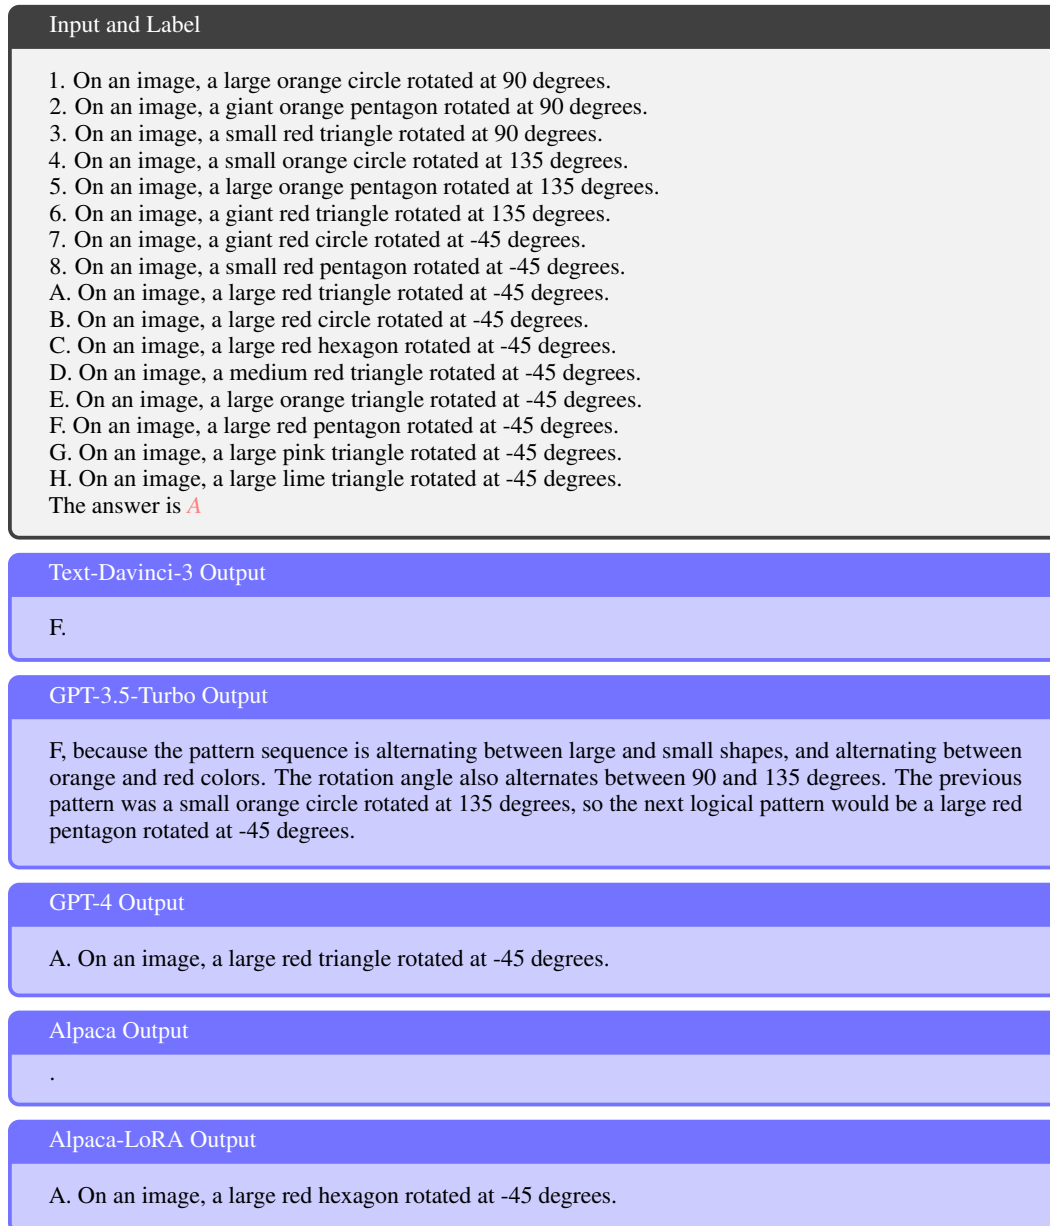 Input and Label
1. On an image, a large orange circle rotated at 90 degrees.
2. On an image, a giant orange pentagon rotated at 90 degrees.
3. On an image, a small red triangle rotated at 90 degrees.
4. On an image, a small orange circle rotated at 135 degrees.
5. On an image, a large orange pentagon rotated at 135 degrees.
6. On an image, a giant red triangle rotated at 135 degrees.
7. On an image, a giant red circle rotated at -45 degrees.
8. On an image, a small red pentagon rotated at -45 degrees.
A. On an image, a large red triangle rotated at -45 degrees.
B. On an image, a large red circle rotated at -45 degrees.
C. On an image, a large red hexagon rotated at -45 degrees.
D. On an image, a medium red triangle rotated at -45 degrees.
E. On an image, a large orange triangle rotated at -45 degrees.
F. On an image, a large red pentagon rotated at -45 degrees.
G. On an image, a large pink triangle rotated at -45 degrees.
H. On an image, a large lime triangle rotated at -45 degrees.
The answer is A
Text-Davinci-3 Output
F.
GPT-3.5-Turbo Output
F, because the pattern sequence is alternating between large and small shapes, and alternating between
orange and red colors. The rotation angle also alternates between 90 and 135 degrees. The previous
pattern was a small orange circle rotated at 135 degrees, so the next logical pattern would be a large red
pentagon rotated at -45 degrees.
GPT-4 Output
A. On an image, a large red triangle rotated at -45 degrees.
Alpaca Output
.
Alpaca-LoRA Output
A. On an image, a large red hexagon rotated at -45 degrees.